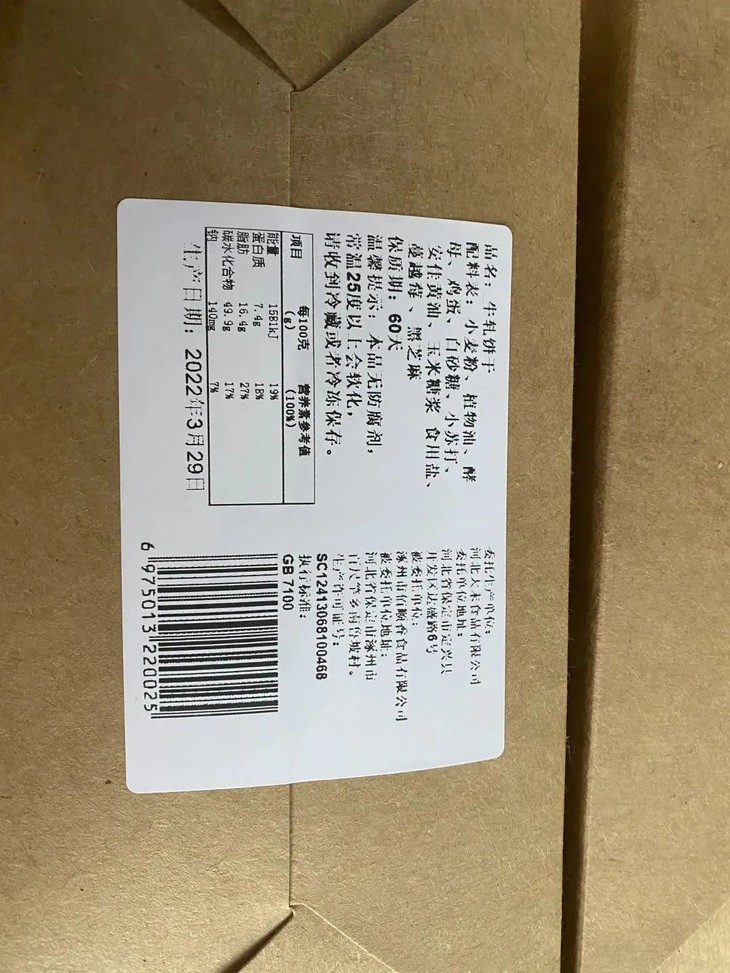 品名：牛轧饼干
配料表：小麦粉、植物油、酵
母、鸡蛋、白砂糖、小苏打、
安佳黄油、玉米糖浆 食用盐、
蔓越莓、黑芝麻
保质期：60天
温馨提示：本品无防腐剂，
常温25度以上会软化，
请收到冷藏或者冷冻保存。
项目 每100克(g) 营养素参考值(100%)
能量 1581kJ 19%
蛋白质 7.4g 18%
脂肪 16.4g 27%
碳水化合物 49.9g 17%
钠 140mg 7%
生产日期：2022年3月29日
委托生产单位：
河北天木食品有限公司
委托单位地址：
河北省保定市定兴县
开发区达盛路6号
被委托单位：
涿州市佰顺香食品有限公司
被委托单位地址：
河北省保定市涿州市
百尺竿乡南鲁坡村。
生产许可证号：
SC12413068100468
执行标准：
GB 7100
6 975013 220025